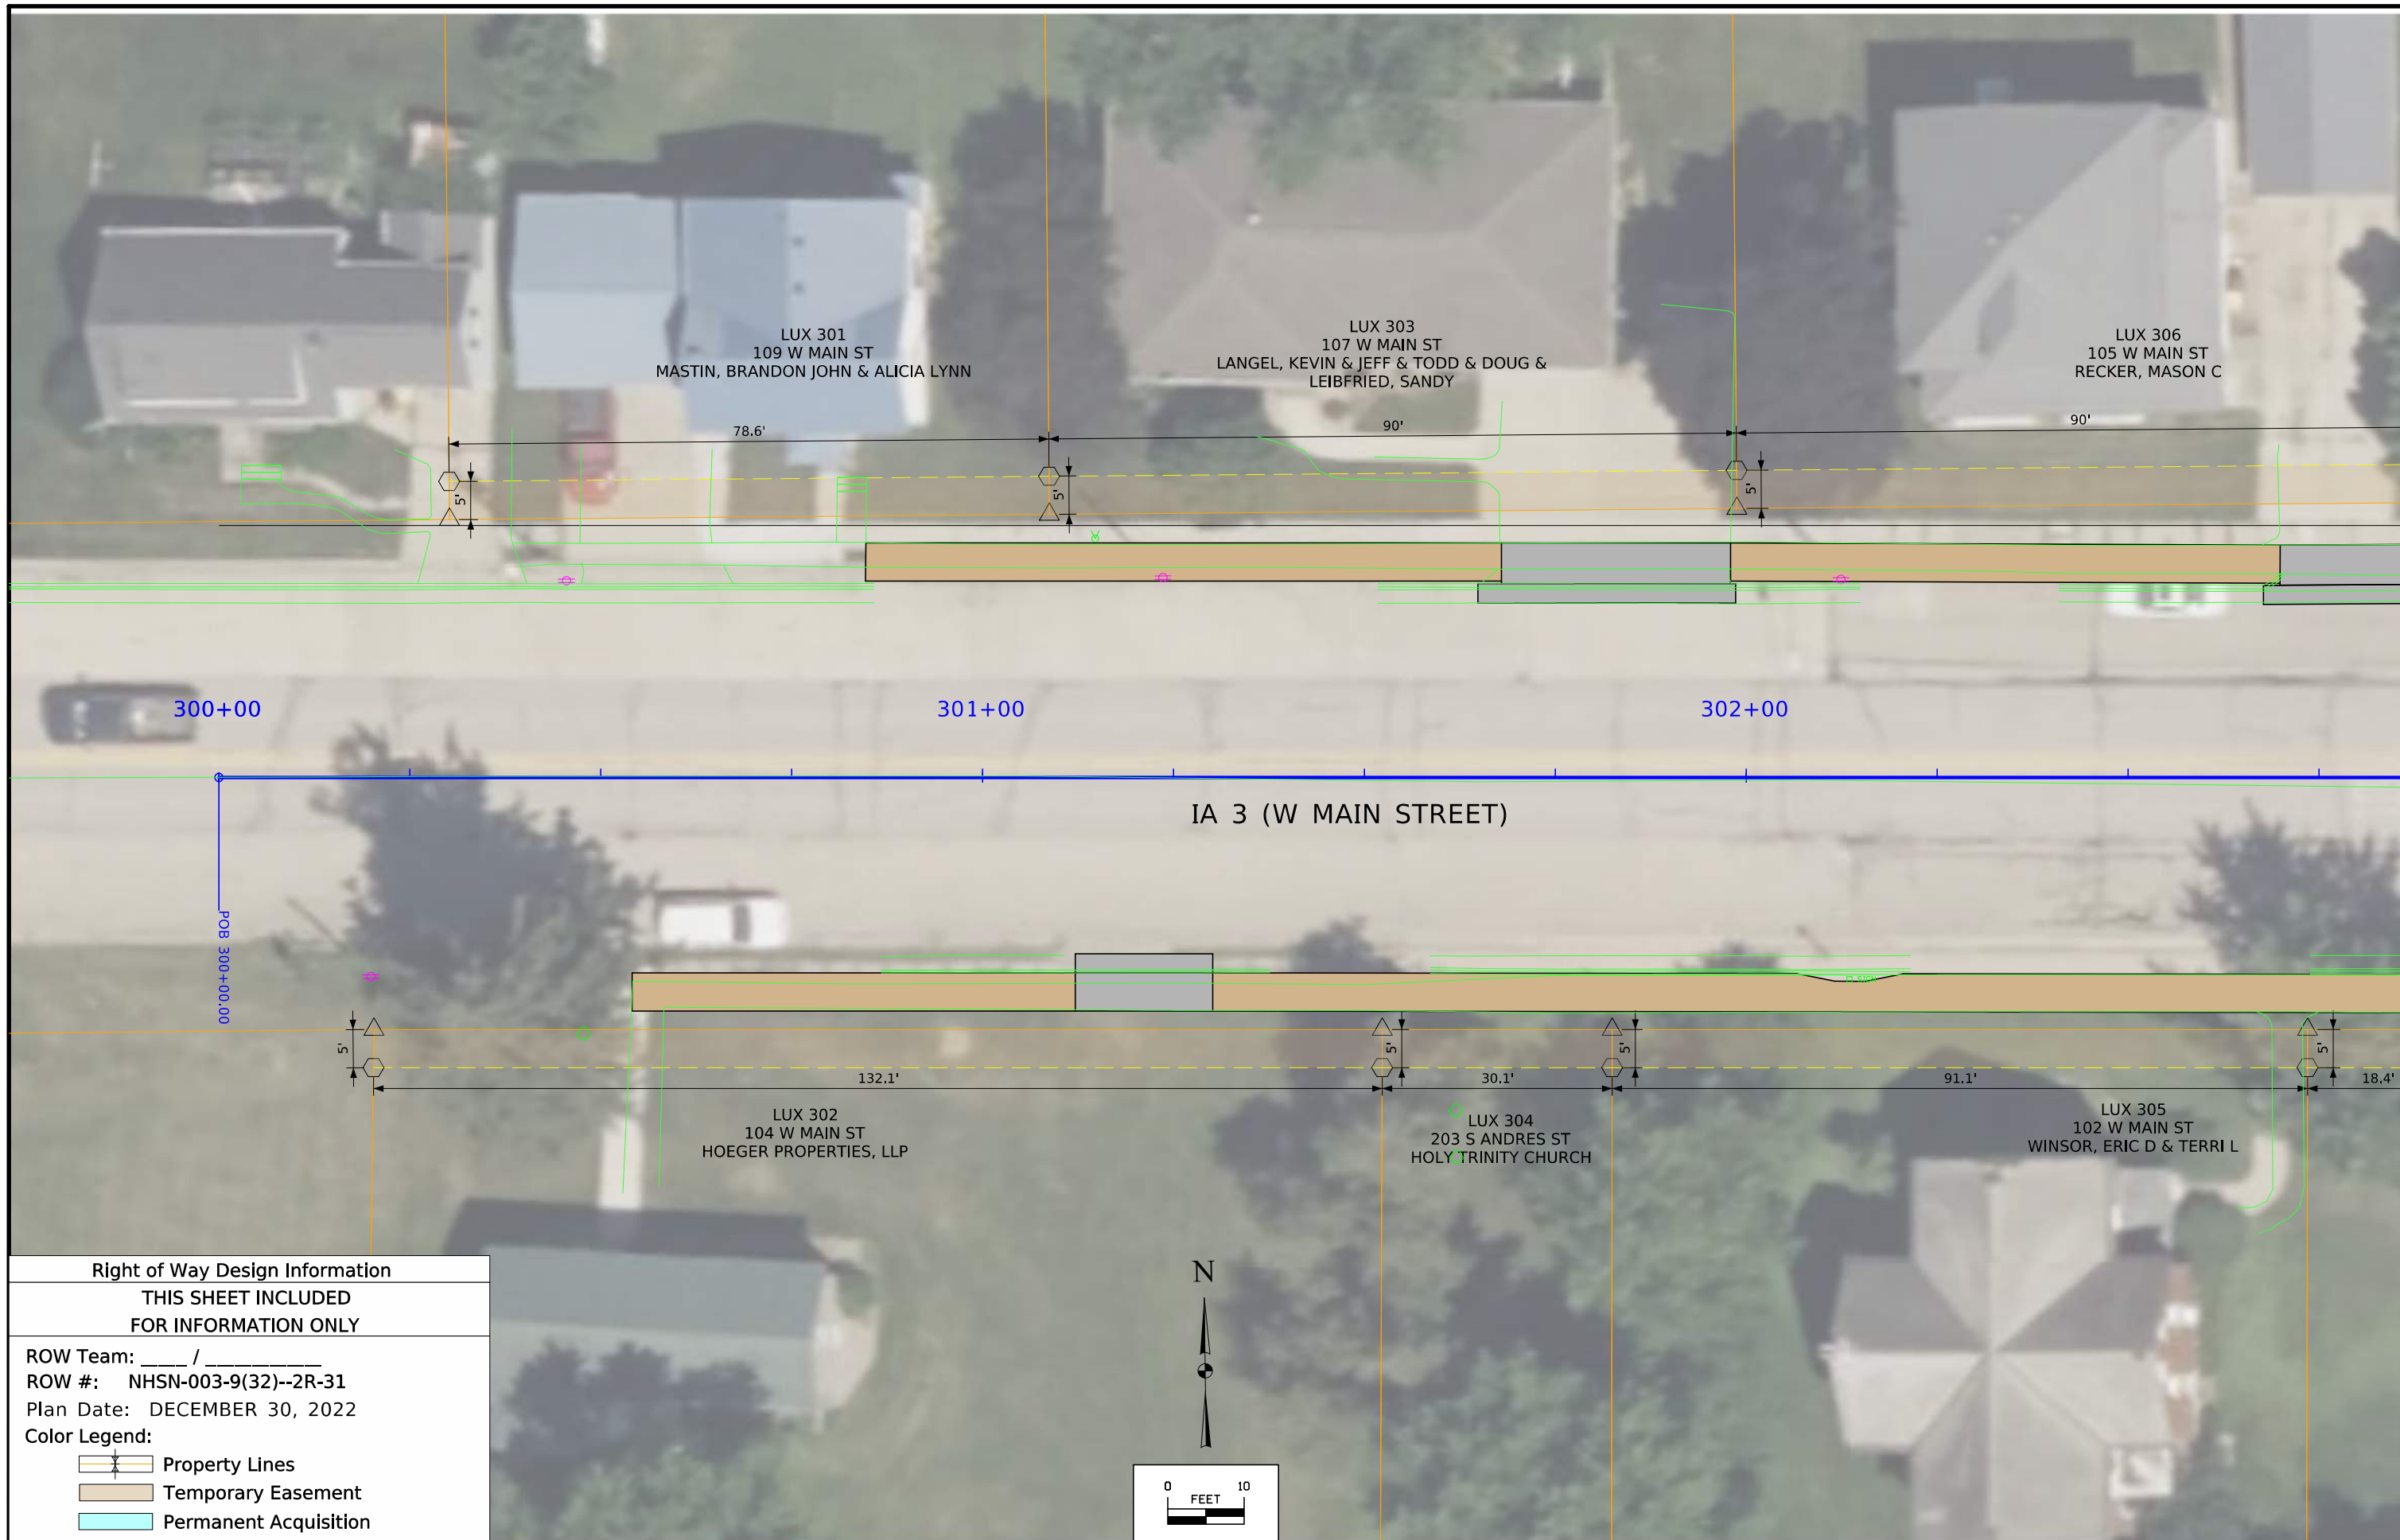 LUX 301
109 W MAIN ST
MASTIN, BRANDON JOHN & ALICIA LYNN
LUX 303
107 W MAIN ST
LANGEL, KEVIN & JEFF & TODD & DOUG &
LEIBFRIED, SANDY
LUX 306
105 W MAIN ST
RECKER, MASON C
78.6'
90'
90'
5'
5'
5'
300+00
301+00
302+00
IA 3 (W MAIN STREET)
POB 300+00.00
5'
5'
5'
5'
132.1'
30.1'
91.1'
18.4'
LUX 302
104 W MAIN ST
HOEGER PROPERTIES, LLP
LUX 304
203 S ANDRES ST
HOLY TRINITY CHURCH
LUX 305
102 W MAIN ST
WINSOR, ERIC D & TERRI L
Right of Way Design Information
THIS SHEET INCLUDED
FOR INFORMATION ONLY
ROW Team: ____ / __________
ROW #: NHSN-003-9(32)--2R-31
Plan Date: DECEMBER 30, 2022
Color Legend:
Property Lines
Temporary Easement
Permanent Acquisition
N
0 10
FEET